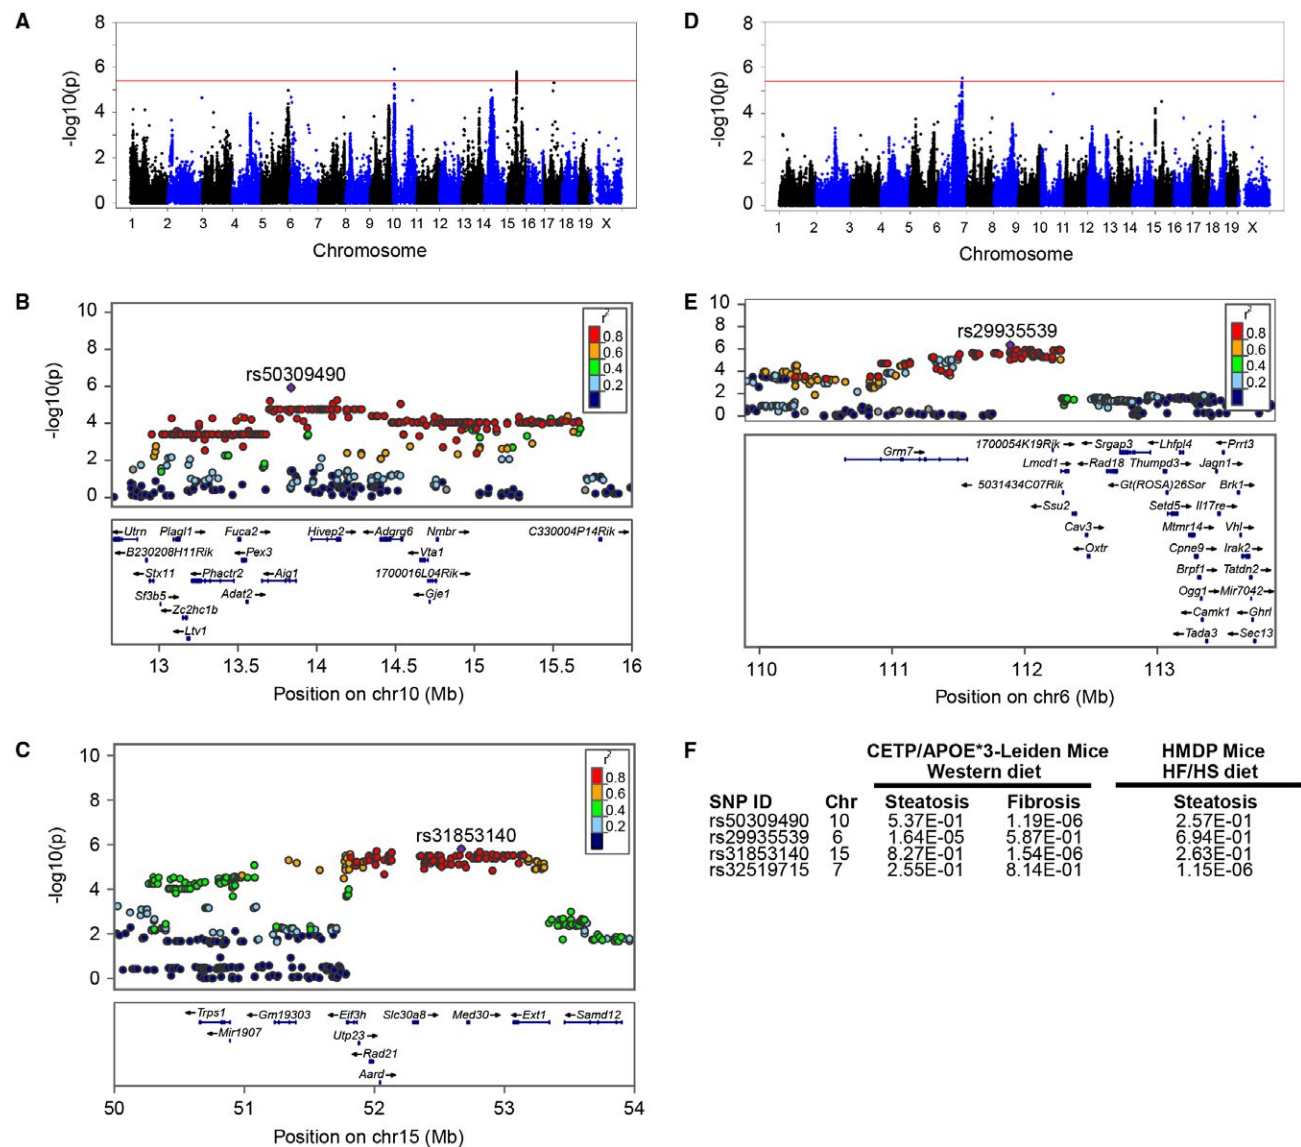 A
8
6
4
2
0
-log10(p)
1 2 3 4 5 6 7 8 9 10 11 12 13 14 15 16 17 18 19 X
Chromosome
D
8
6
4
2
0
-log10(p)
1 2 3 4 5 6 7 8 9 10 11 12 13 14 15 16 17 18 19 X
Chromosome
B
10
8
6
4
2
0
-log10(p)
rs50309490
r²
0.8
0.6
0.4
0.2
Utrn Plagl1 Fuca2 Hivep2 Adgrg6 Nmbr C330004P14Rik
B230208H11Rik Pex3 Vta1
Stx11 Phactr2 Aig1 1700016L04Rik
Sf3b5 Adat2 Gje1
Zc2hc1b
Ltv1
13 13.5 14 14.5 15 15.5 16
Position on chr10 (Mb)
E
10
8
6
4
2
0
-log10(p)
rs29935539
r²
0.8
0.6
0.4
0.2
1700054K19Rik Srgap3 Lhfpl4 Prrt3
Grm7 Lmcd1 Rad18 Thumpd3 Jagn1
5031434C07Rik Gt(ROSA)26Sor Brk1
Ssu2 Setd5 Il17re
Cav3 Mtmr14 Vhl
Oxtr Cpne9 Irak2
Brpf1 Tatdn2
Ogg1 Mir7042
Camk1 Ghrl
Tada3 Sec13
110 111 112 113
Position on chr6 (Mb)
C
10
8
6
4
2
0
-log10(p)
rs31853140
r²
0.8
0.6
0.4
0.2
Trps1 Gm19303 Eif3h Slc30a8 Med30 Ext1 Samd12
Mir1907 Utp23
Rad21
Aard
50 51 52 53 54
Position on chr15 (Mb)
F
CETP/APOE*3-Leiden Mice HMDP Mice
Western diet HF/HS diet
SNP ID Chr Steatosis Fibrosis Steatosis
rs50309490 10 5.37E-01 1.19E-06 2.57E-01
rs29935539 6 1.64E-05 5.87E-01 6.94E-01
rs31853140 15 8.27E-01 1.54E-06 2.63E-01
rs32519715 7 2.55E-01 8.14E-01 1.15E-06